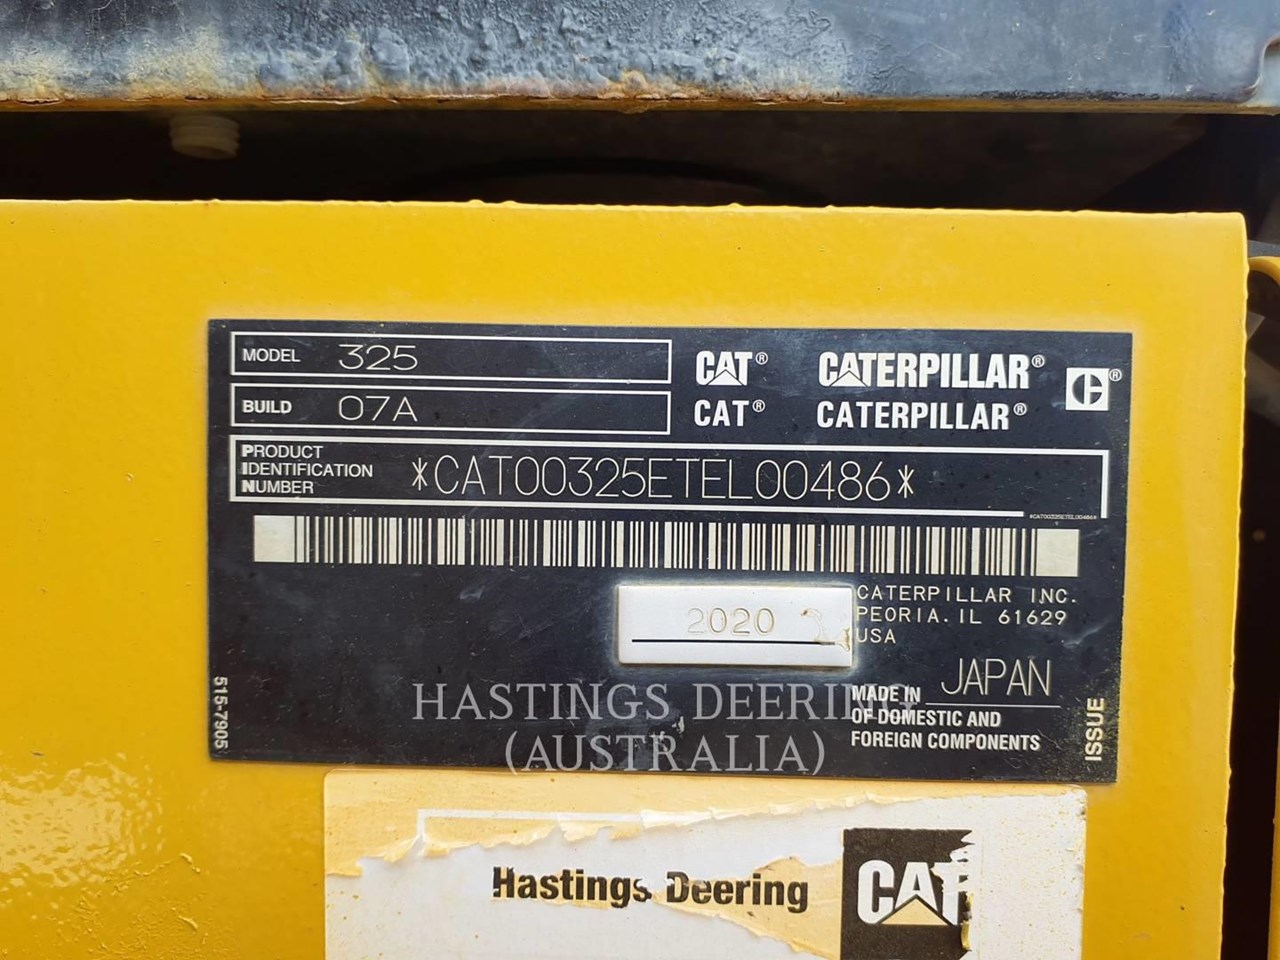 MODEL 325
BUILD 07A
CAT® CATERPILLAR®
CAT® CATERPILLAR®
PRODUCT
IDENTIFICATION
NUMBER
*CAT00325ETEL00486*
*CAT00325ETEL00486*
2020
CATERPILLAR INC.
PEORIA. IL 61629
USA
MADE IN JAPAN
OF DOMESTIC AND
FOREIGN COMPONENTS
515-7905
ISSUE
HASTINGS DEERING
(AUSTRALIA)
Hastings Deering
CAT